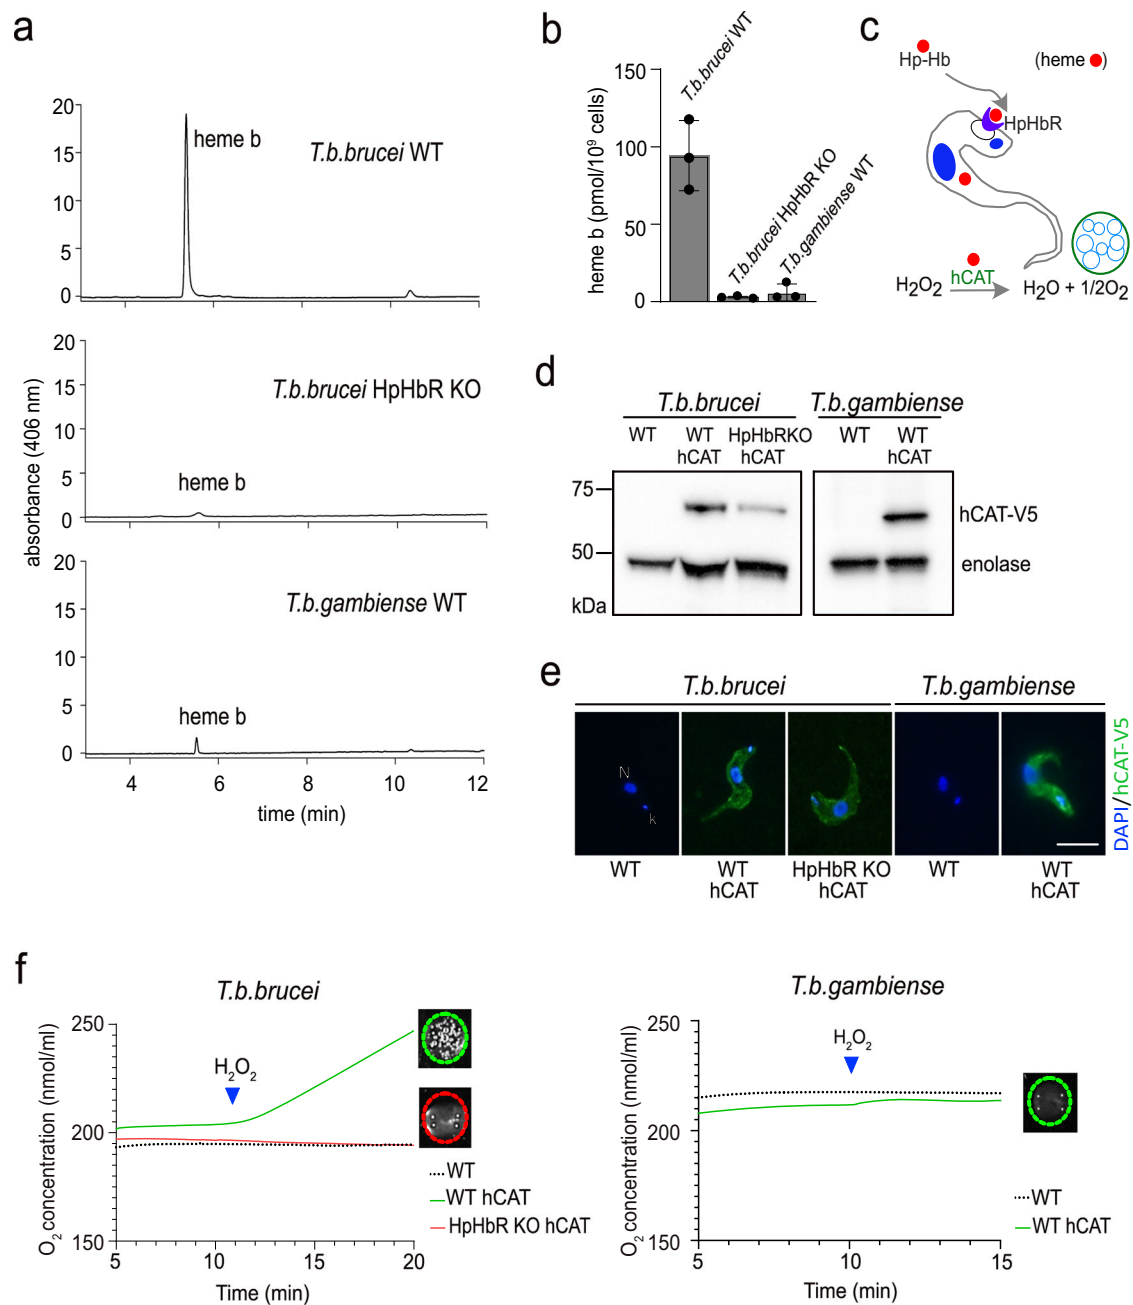 a
20
15
10
5
0
heme b
T.b.brucei WT
20
15
10
5
0
heme b
T.b.brucei HpHbR KO
absorbance (406 nm)
20
15
10
5
0
heme b
T.b.gambiense WT
4
6
8
10
12
time (min)
b
150
100
50
0
heme b (pmol/10⁹ cells)
T.b.brucei WT
T.b.brucei HpHbR KO
T.b.gambiense WT
c
Hp-Hb
(heme )
HpHbR
hCAT
H₂O₂
H₂O + 1/2O₂
d
T.b.brucei
T.b.gambiense
WT
WT
hCAT
HpHbRKO
hCAT
WT
WT
hCAT
75
50
kDa
hCAT-V5
enolase
e
T.b.brucei
T.b.gambiense
N
k
WT
WT
hCAT
HpHbR KO
hCAT
WT
WT
hCAT
DAPI/hCAT-V5
f
T.b.brucei
250
200
150
O₂ concentration (nmol/ml)
H₂O₂
WT
WT hCAT
HpHbR KO hCAT
5
10
15
20
Time (min)
T.b.gambiense
250
200
150
O₂ concentration (nmol/ml)
H₂O₂
WT
WT hCAT
5
10
15
Time (min)